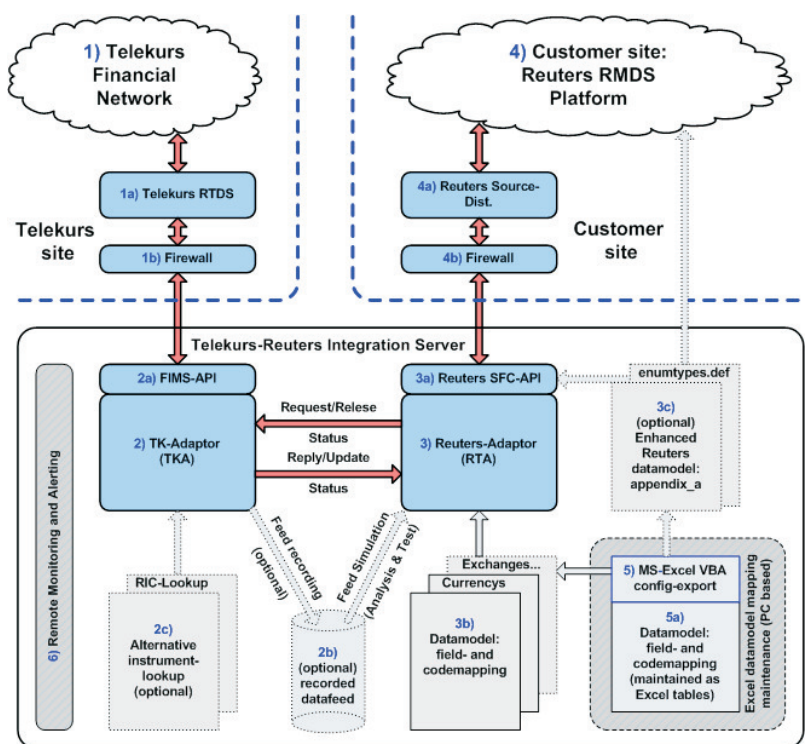 1) Telekurs
Financial
Network
4) Customer site:
Reuters RMDS
Platform
1a) Telekurs RTDS
4a) Reuters Source-
Dist.
Telekurs
site
Customer
site
1b) Firewall
4b) Firewall
Telekurs-Reuters Integration Server
2a) FIMS-API
3a) Reuters SFC-API
enumtypes.def
Request/Relese
Status
2) TK-Adaptor
(TKA)
3) Reuters-Adaptor
(RTA)
Reply/Update
Status
3c)
(optional)
Enhanced
Reuters
datamodel:
appendix_a
6) Remote Monitoring and Alerting
Feed recording
(optional)
Feed Simulation
(Analysis & Test)
RIC-Lookup
2c)
Alternative
instrument-
lookup
(optional)
2b)
(optional)
recorded
datafeed
Exchanges...
Currencys
3b)
Datamodel:
field- and
codemapping
5) MS-Excel VBA
config-export
5a)
Datamodel:
field- and
codemapping
(maintained as
Excel tables)
Excel datamodel mapping
maintenance (PC based)